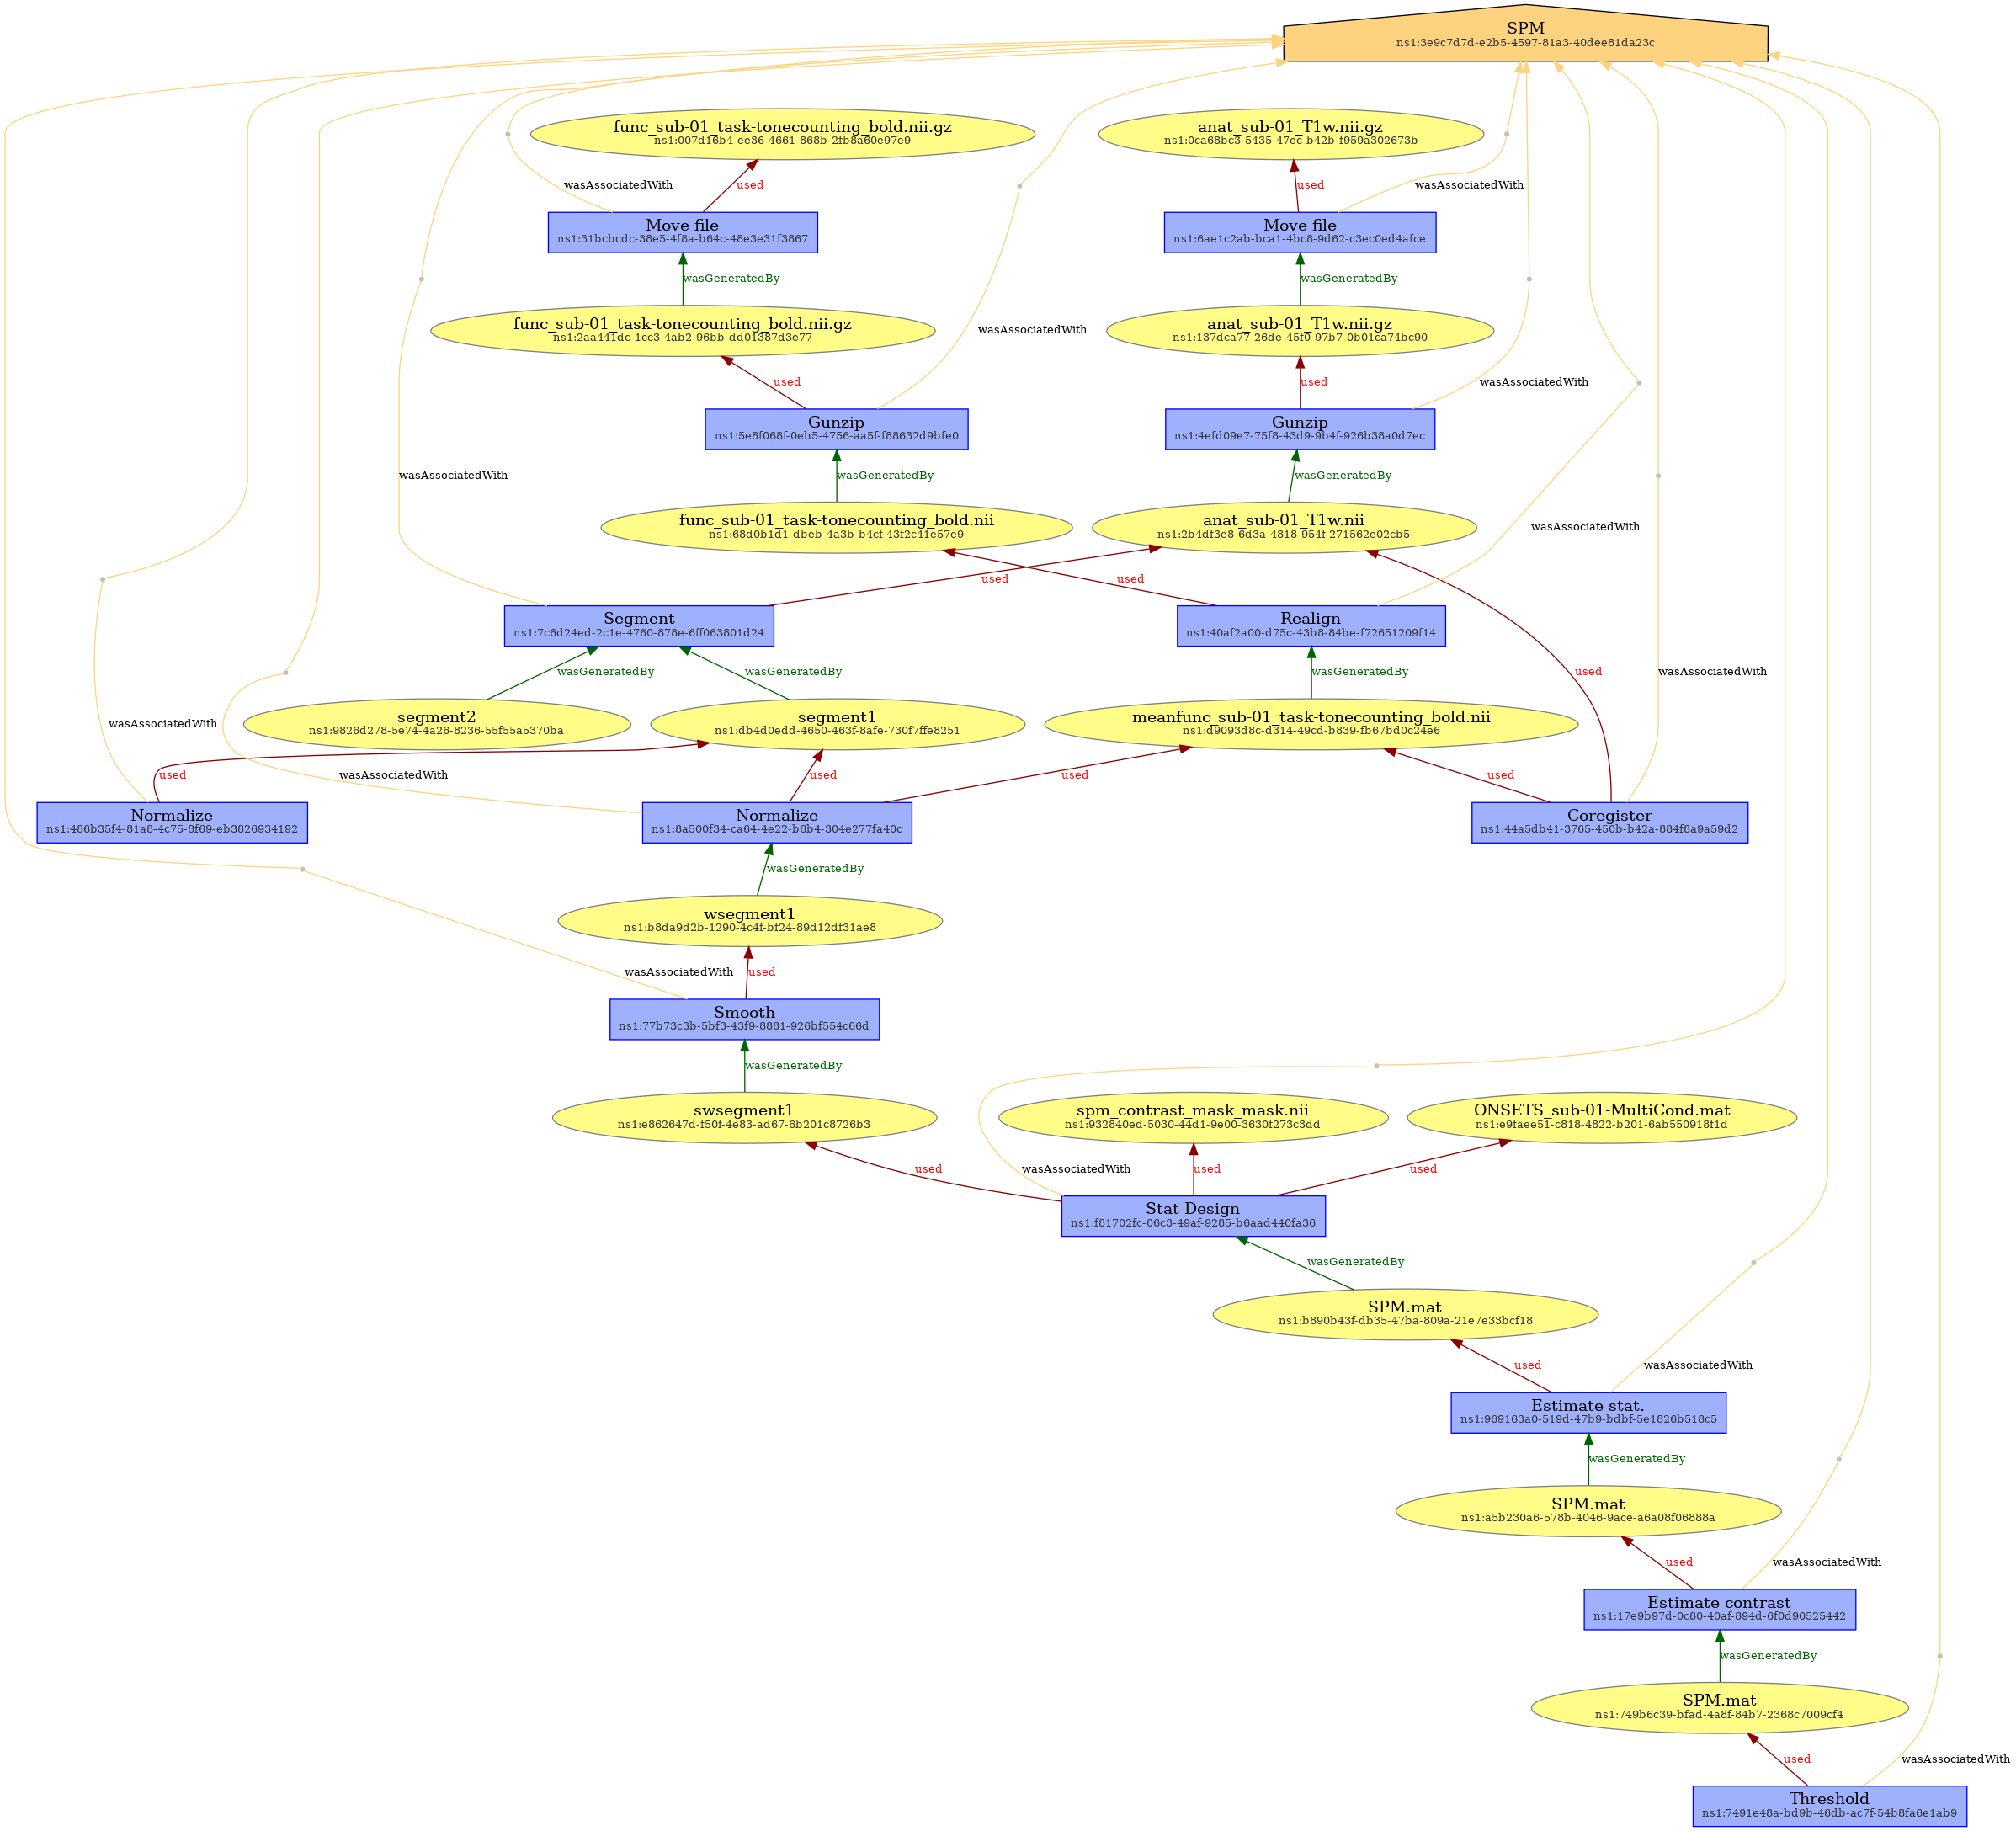 SPM
ns1:3e9c7d7d-e2b5-4597-81a3-40dee81da23c
func_sub-01_task-tonecounting_bold.nii.gz
ns1:007d16b4-ee36-4661-868b-2fb8a60e97e9
anat_sub-01_T1w.nii.gz
ns1:0ca68bc3-5435-47ec-b42b-f959a302673b
wasAssociatedWith
used
used
wasAssociatedWith
Move file
ns1:31bcbcdc-38e5-4f8a-b64c-48e3e31f3867
Move file
ns1:6ae1c2ab-bca1-4bc8-9d62-c3ec0ed4afce
wasGeneratedBy
wasGeneratedBy
func_sub-01_task-tonecounting_bold.nii.gz
ns1:2aa441dc-1cc3-4ab2-96bb-dd01387d3e77
wasAssociatedWith
anat_sub-01_T1w.nii.gz
ns1:137dca77-26de-45f0-97b7-0b01ca74bc90
used
used
wasAssociatedWith
Gunzip
ns1:5e8f068f-0eb5-4756-aa5f-f88632d9bfe0
Gunzip
ns1:4efd09e7-75f8-43d9-9b4f-926b38a0d7ec
wasAssociatedWith
wasGeneratedBy
wasGeneratedBy
func_sub-01_task-tonecounting_bold.nii
ns1:68d0b1d1-dbeb-4a3b-b4cf-43f2c41e57e9
anat_sub-01_T1w.nii
ns1:2b4df3e8-6d3a-4818-954f-271562e02cb5
wasAssociatedWith
used
used
Segment
ns1:7c6d24ed-2c1e-4760-878e-6ff063801d24
Realign
ns1:40af2a00-d75c-43b8-84be-f72651209f14
wasGeneratedBy
wasGeneratedBy
wasGeneratedBy
used
wasAssociatedWith
wasAssociatedWith
segment2
ns1:9826d278-5e74-4a26-8236-55f55a5370ba
segment1
ns1:db4d0edd-4650-463f-8afe-730f7ffe8251
meanfunc_sub-01_task-tonecounting_bold.nii
ns1:d9093d8c-d314-49cd-b839-fb67bd0c24e6
used
wasAssociatedWith
used
used
used
Normalize
ns1:486b35f4-81a8-4c75-8f69-eb3826934192
Normalize
ns1:8a500f34-ca64-4e22-b6b4-304e277fa40c
Coregister
ns1:44a5db41-3765-450b-b42a-884f8a9a59d2
wasGeneratedBy
wsegment1
ns1:b8da9d2b-1290-4c4f-bf24-89d12df31ae8
wasAssociatedWith
used
Smooth
ns1:77b73c3b-5bf3-43f9-8881-926bf554c66d
wasGeneratedBy
swsegment1
ns1:e862647d-f50f-4e83-ad67-6b201c8726b3
spm_contrast_mask_mask.nii
ns1:932840ed-5030-44d1-9e00-3630f273c3dd
ONSETS_sub-01-MultiCond.mat
ns1:e9faee51-c818-4822-b201-6ab550918f1d
used
wasAssociatedWith
used
used
Stat Design
ns1:f81702fc-06c3-49af-9285-b6aad440fa36
wasGeneratedBy
SPM.mat
ns1:b890b43f-db35-47ba-809a-21e7e33bcf18
used
wasAssociatedWith
Estimate stat.
ns1:969163a0-519d-47b9-bdbf-5e1826b518c5
wasGeneratedBy
SPM.mat
ns1:a5b230a6-578b-4046-9ace-a6a08f06888a
used
wasAssociatedWith
Estimate contrast
ns1:17e9b97d-0c80-40af-894d-6f0d90525442
wasGeneratedBy
SPM.mat
ns1:749b6c39-bfad-4a8f-84b7-2368c7009cf4
used
wasAssociatedWith
Threshold
ns1:7491e48a-bd9b-46db-ac7f-54b8fa6e1ab9